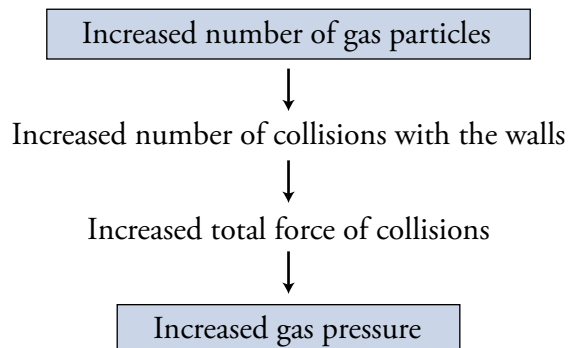 Increased number of gas particles
Increased number of collisions with the walls
Increased total force of collisions
Increased gas pressure